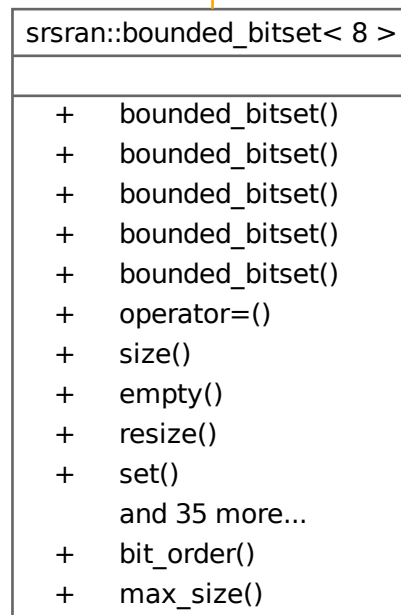 srsran::bounded_bitset< 8 >
+ bounded_bitset()
+ bounded_bitset()
+ bounded_bitset()
+ bounded_bitset()
+ bounded_bitset()
+ operator=()
+ size()
+ empty()
+ resize()
+ set()
and 35 more...
+ bit_order()
+ max_size()